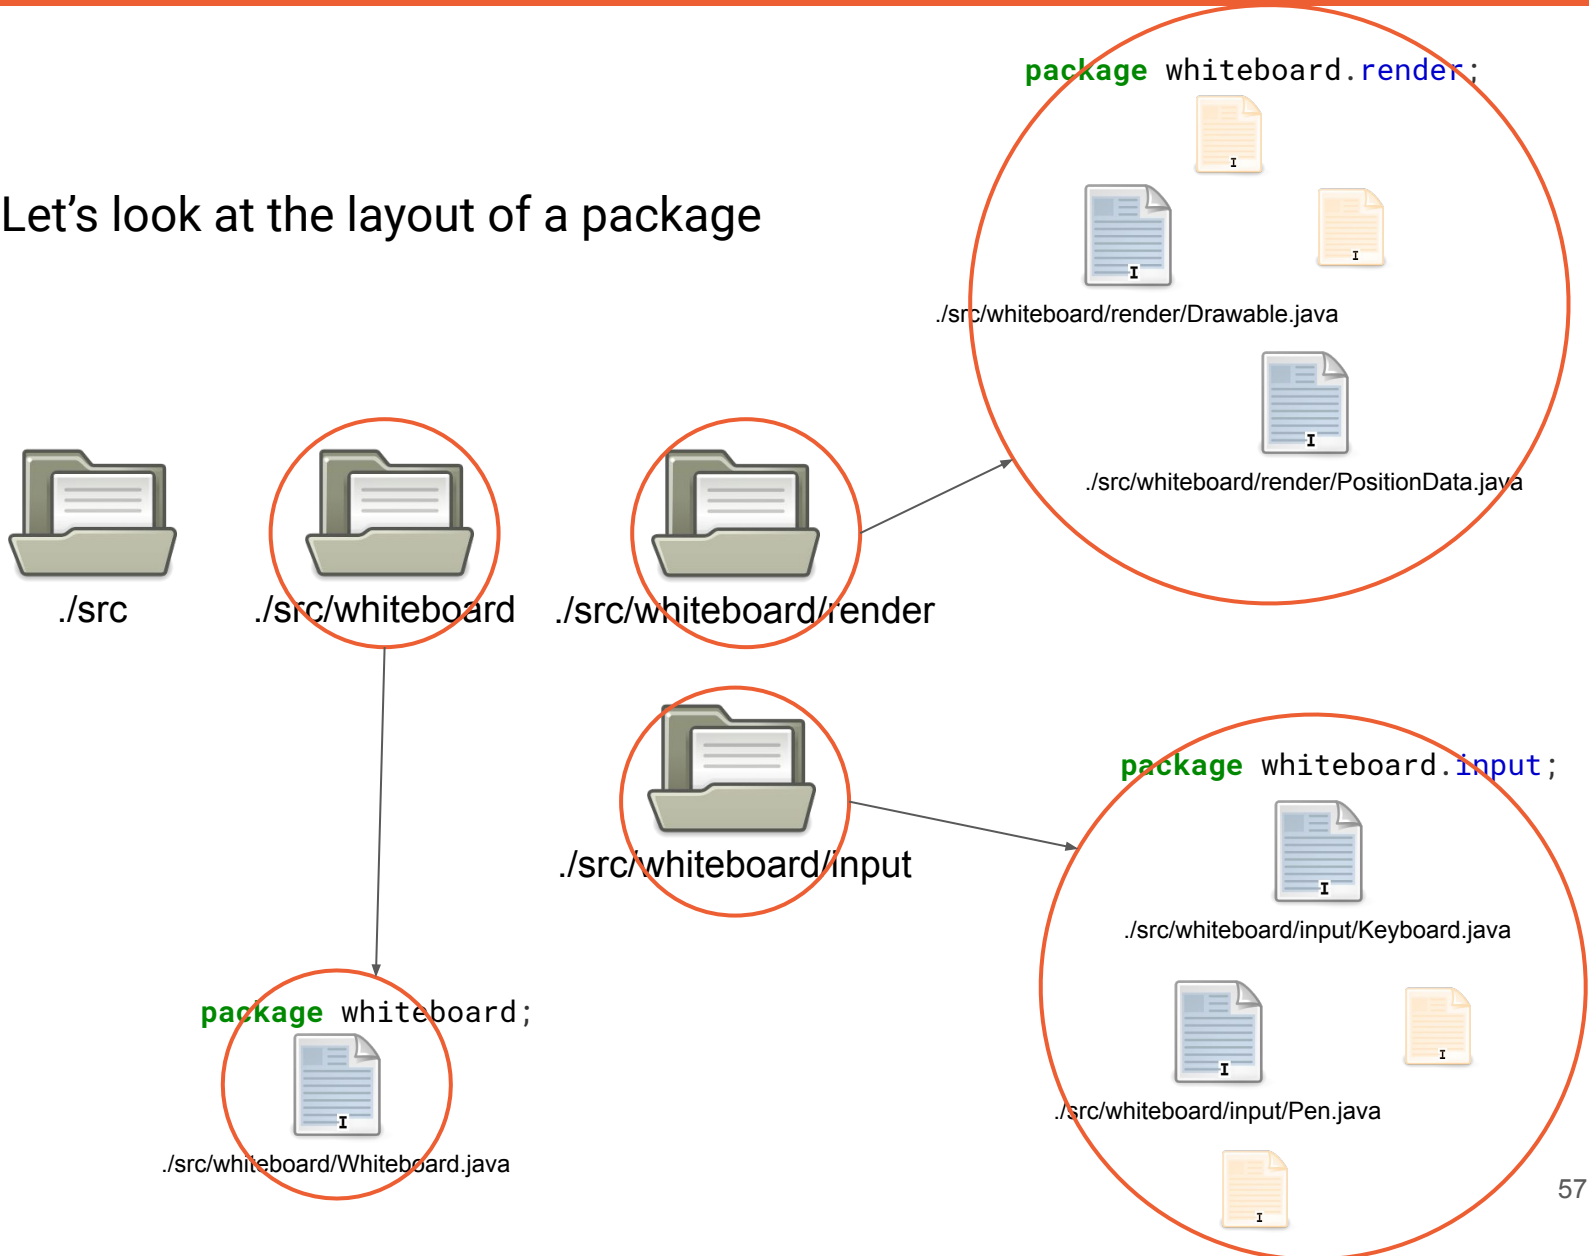 package whiteboard.render;
I
Let's look at the layout of a package
I
I
./src/whiteboard/render/Drawable.java
I
./src/whiteboard/render/PositionData.java
./src
./src/whiteboard
./src/whiteboard/render
./src/whiteboard/input
package whiteboard.input;
I
./src/whiteboard/input/Keyboard.java
I
I
./src/whiteboard/input/Pen.java
I
package whiteboard;
I
./src/whiteboard/Whiteboard.java
57